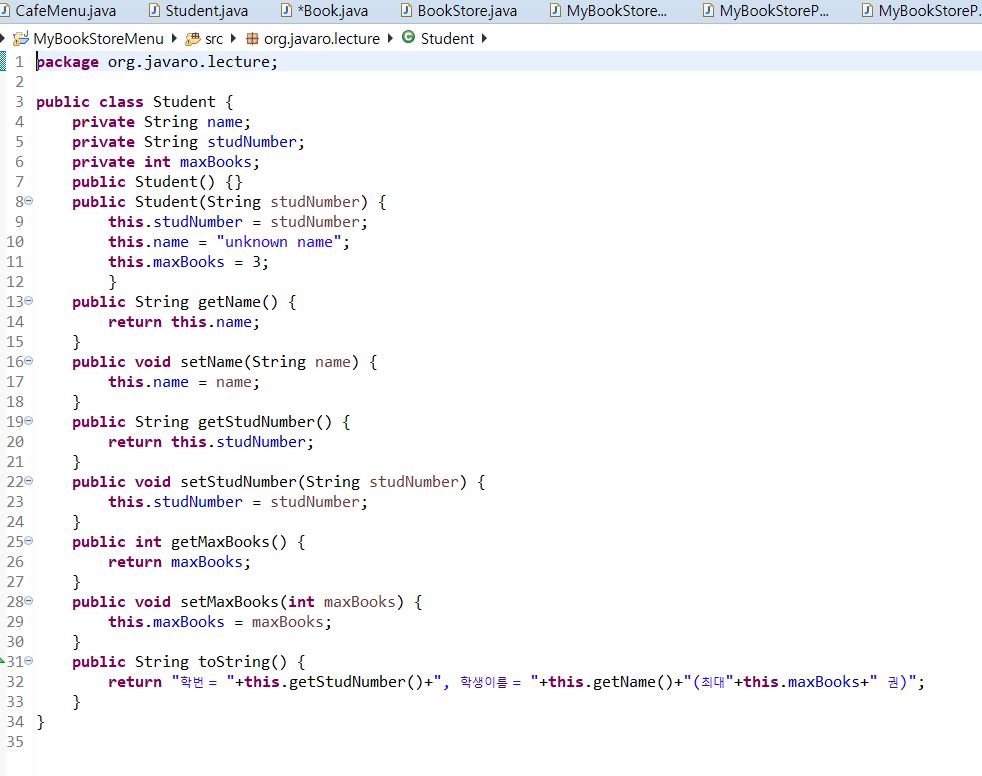 CafeMenu.java Student.java *Book.java BookStore.java MyBookStore... MyBookStoreP... MyBookStoreP.
MyBookStoreMenu src org.javaro.lecture Student
1 package org.javaro.lecture;
2
3 public class Student {
4 private String name;
5 private String studNumber;
6 private int maxBooks;
7 public Student() {}
8 public Student(String studNumber) {
9 this.studNumber = studNumber;
10 this.name = "unknown name";
11 this.maxBooks = 3;
12 }
13 public String getName() {
14 return this.name;
15 }
16 public void setName(String name) {
17 this.name = name;
18 }
19 public String getStudNumber() {
20 return this.studNumber;
21 }
22 public void setStudNumber(String studNumber) {
23 this.studNumber = studNumber;
24 }
25 public int getMaxBooks() {
26 return maxBooks;
27 }
28 public void setMaxBooks(int maxBooks) {
29 this.maxBooks = maxBooks;
30 }
31 public String toString() {
32 return "학번 = "+this.getStudNumber()+", 학생이름 = "+this.getName()+"(최대"+this.maxBooks+" 권)";
33 }
34 }
35